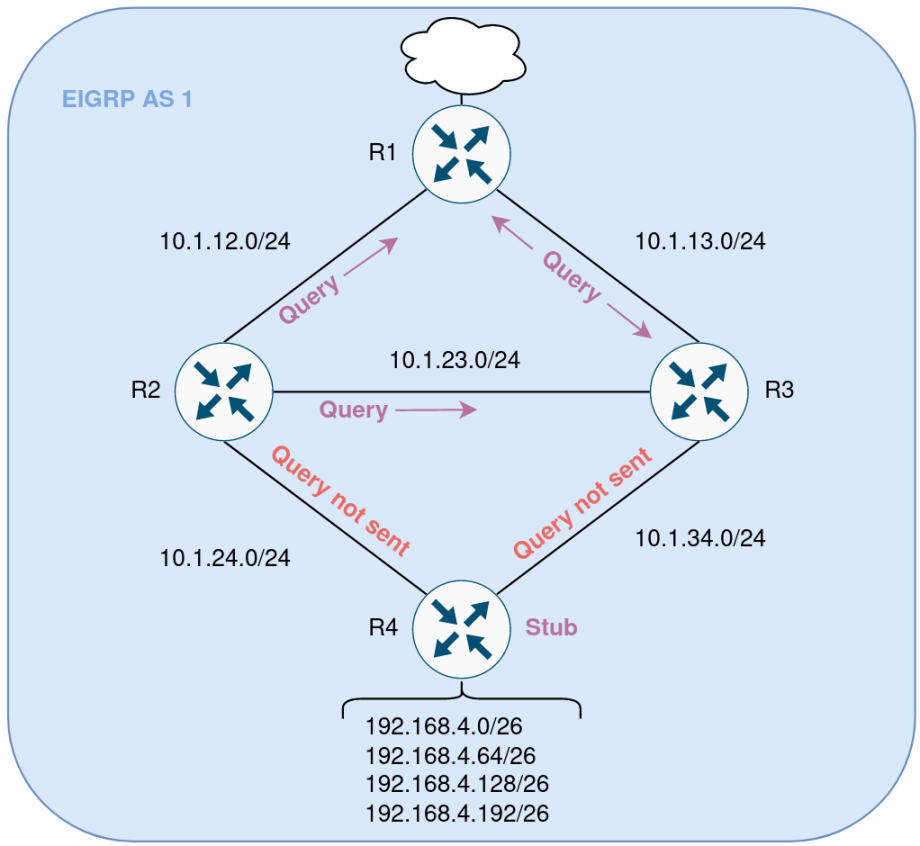 EIGRP AS 1
R1
10.1.12.0/24
10.1.13.0/24
Query
Query
10.1.23.0/24
R2
R3
Query
Query not sent
Query not sent
10.1.24.0/24
10.1.34.0/24
R4
Stub
192.168.4.0/26
192.168.4.64/26
192.168.4.128/26
192.168.4.192/26